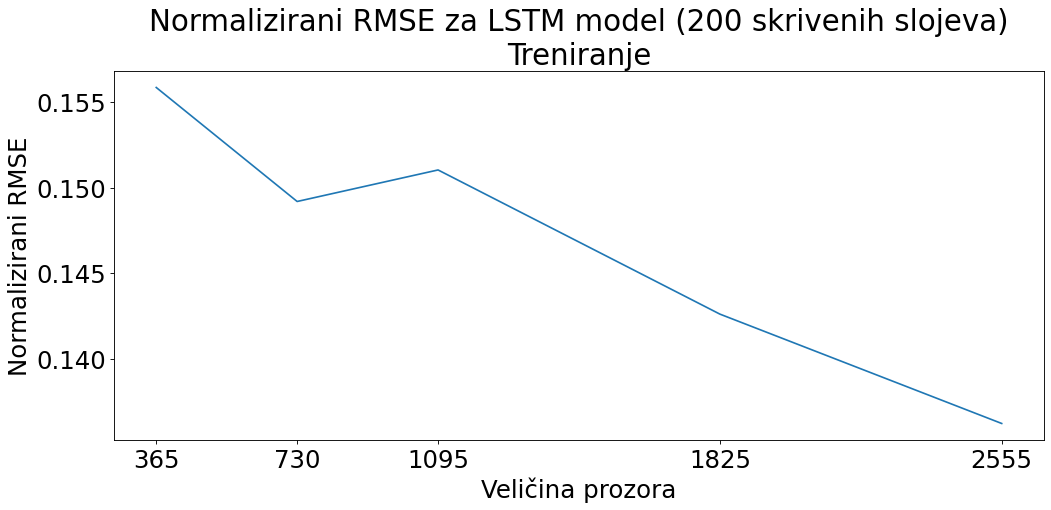 Normalizirani RMSE za LSTM model (200 skrivenih slojeva)
Treniranje
Normalizirani RMSE
0.155
0.150
0.145
0.140
365 730 1095 1825 2555
Veličina prozora